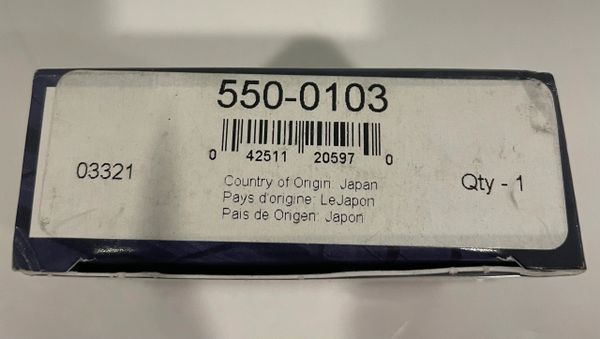 550-0103
0 42511 20597 0
03321
Country of Origin: Japan
Pays d'origine: LeJapon
Pais de Origen: Japon
Qty - 1